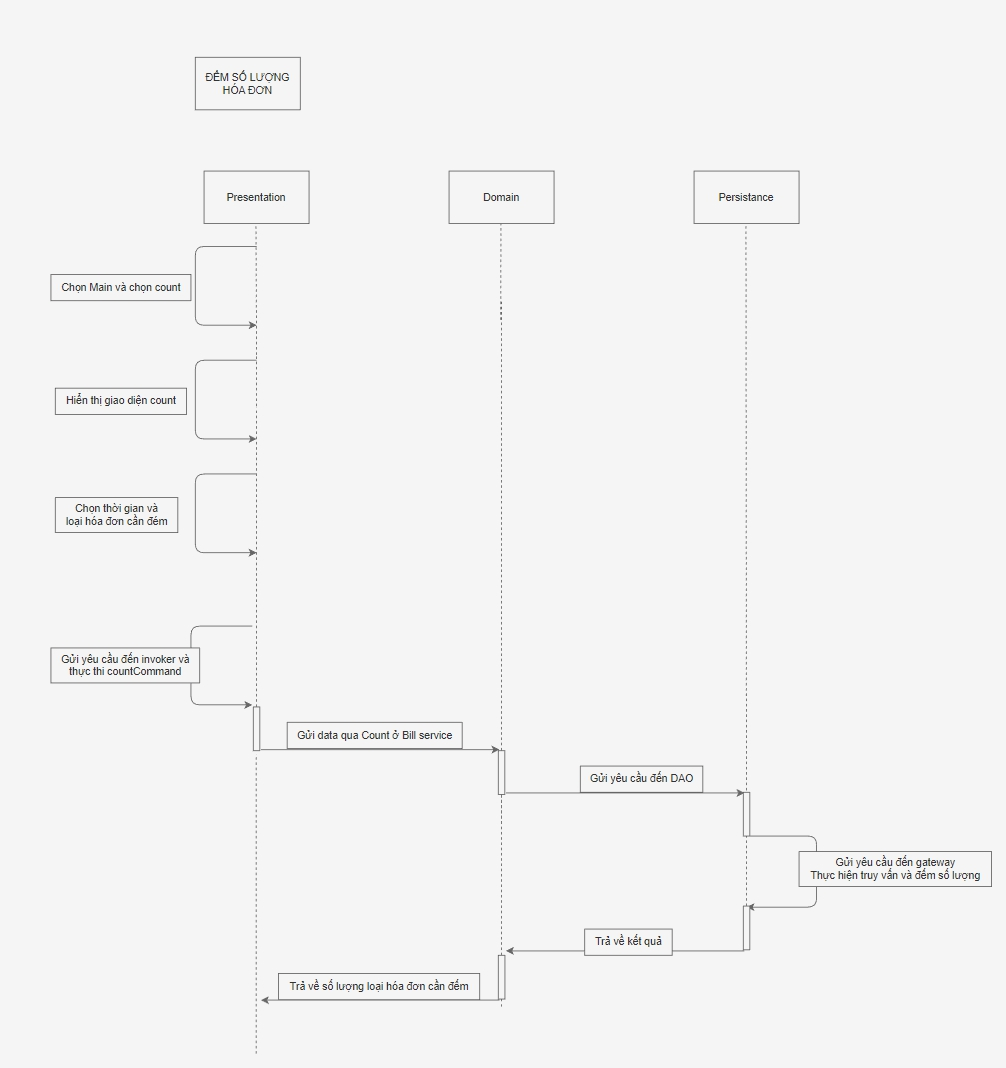 ĐẾM SỐ LƯỢNG
HÓA ĐƠN
Presentation
Domain
Persistance
Chọn Main và chọn count
Hiển thị giao diện count
Chọn thời gian và
loại hóa đơn cần đém
Gửi yêu cầu đến invoker và
thực thi countCommand
Gửi data qua Count ở Bill service
Gửi yêu cầu đến DAO
Gửi yêu cầu đến gateway
Thực hiện truy vấn và đếm số lượng
Trả về kết quả
Trả về số lượng loại hóa đơn cần đếm